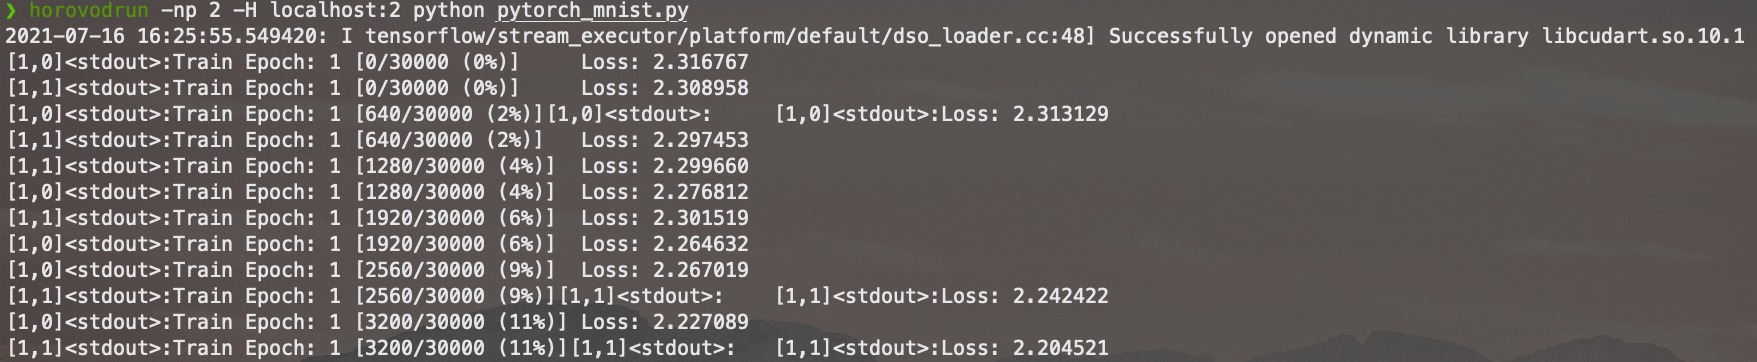 ❯ horovodrun -np 2 -H localhost:2 python pytorch_mnist.py
2021-07-16 16:25:55.549420: I tensorflow/stream_executor/platform/default/dso_loader.cc:48] Successfully opened dynamic library libcudart.so.10.1
[1,0]<stdout>:Train Epoch: 1 [0/30000 (0%)]     Loss: 2.316767
[1,1]<stdout>:Train Epoch: 1 [0/30000 (0%)]     Loss: 2.308958
[1,0]<stdout>:Train Epoch: 1 [640/30000 (2%)][1,0]<stdout>:     [1,0]<stdout>:Loss: 2.313129
[1,1]<stdout>:Train Epoch: 1 [640/30000 (2%)]   Loss: 2.297453
[1,1]<stdout>:Train Epoch: 1 [1280/30000 (4%)]  Loss: 2.299660
[1,0]<stdout>:Train Epoch: 1 [1280/30000 (4%)]  Loss: 2.276812
[1,1]<stdout>:Train Epoch: 1 [1920/30000 (6%)]  Loss: 2.301519
[1,0]<stdout>:Train Epoch: 1 [1920/30000 (6%)]  Loss: 2.264632
[1,0]<stdout>:Train Epoch: 1 [2560/30000 (9%)]  Loss: 2.267019
[1,1]<stdout>:Train Epoch: 1 [2560/30000 (9%)][1,1]<stdout>:    [1,1]<stdout>:Loss: 2.242422
[1,0]<stdout>:Train Epoch: 1 [3200/30000 (11%)] Loss: 2.227089
[1,1]<stdout>:Train Epoch: 1 [3200/30000 (11%)][1,1]<stdout>:   [1,1]<stdout>:Loss: 2.204521